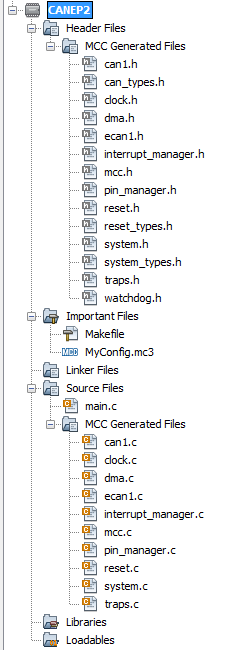 CANEP2
Header Files
MCC Generated Files
can1.h
can_types.h
clock.h
dma.h
ecan1.h
interrupt_manager.h
mcc.h
pin_manager.h
reset.h
reset_types.h
system.h
system_types.h
traps.h
watchdog.h
Important Files
Makefile
MyConfig.mc3
Linker Files
Source Files
main.c
MCC Generated Files
can1.c
clock.c
dma.c
ecan1.c
interrupt_manager.c
mcc.c
pin_manager.c
reset.c
system.c
traps.c
Libraries
Loadables